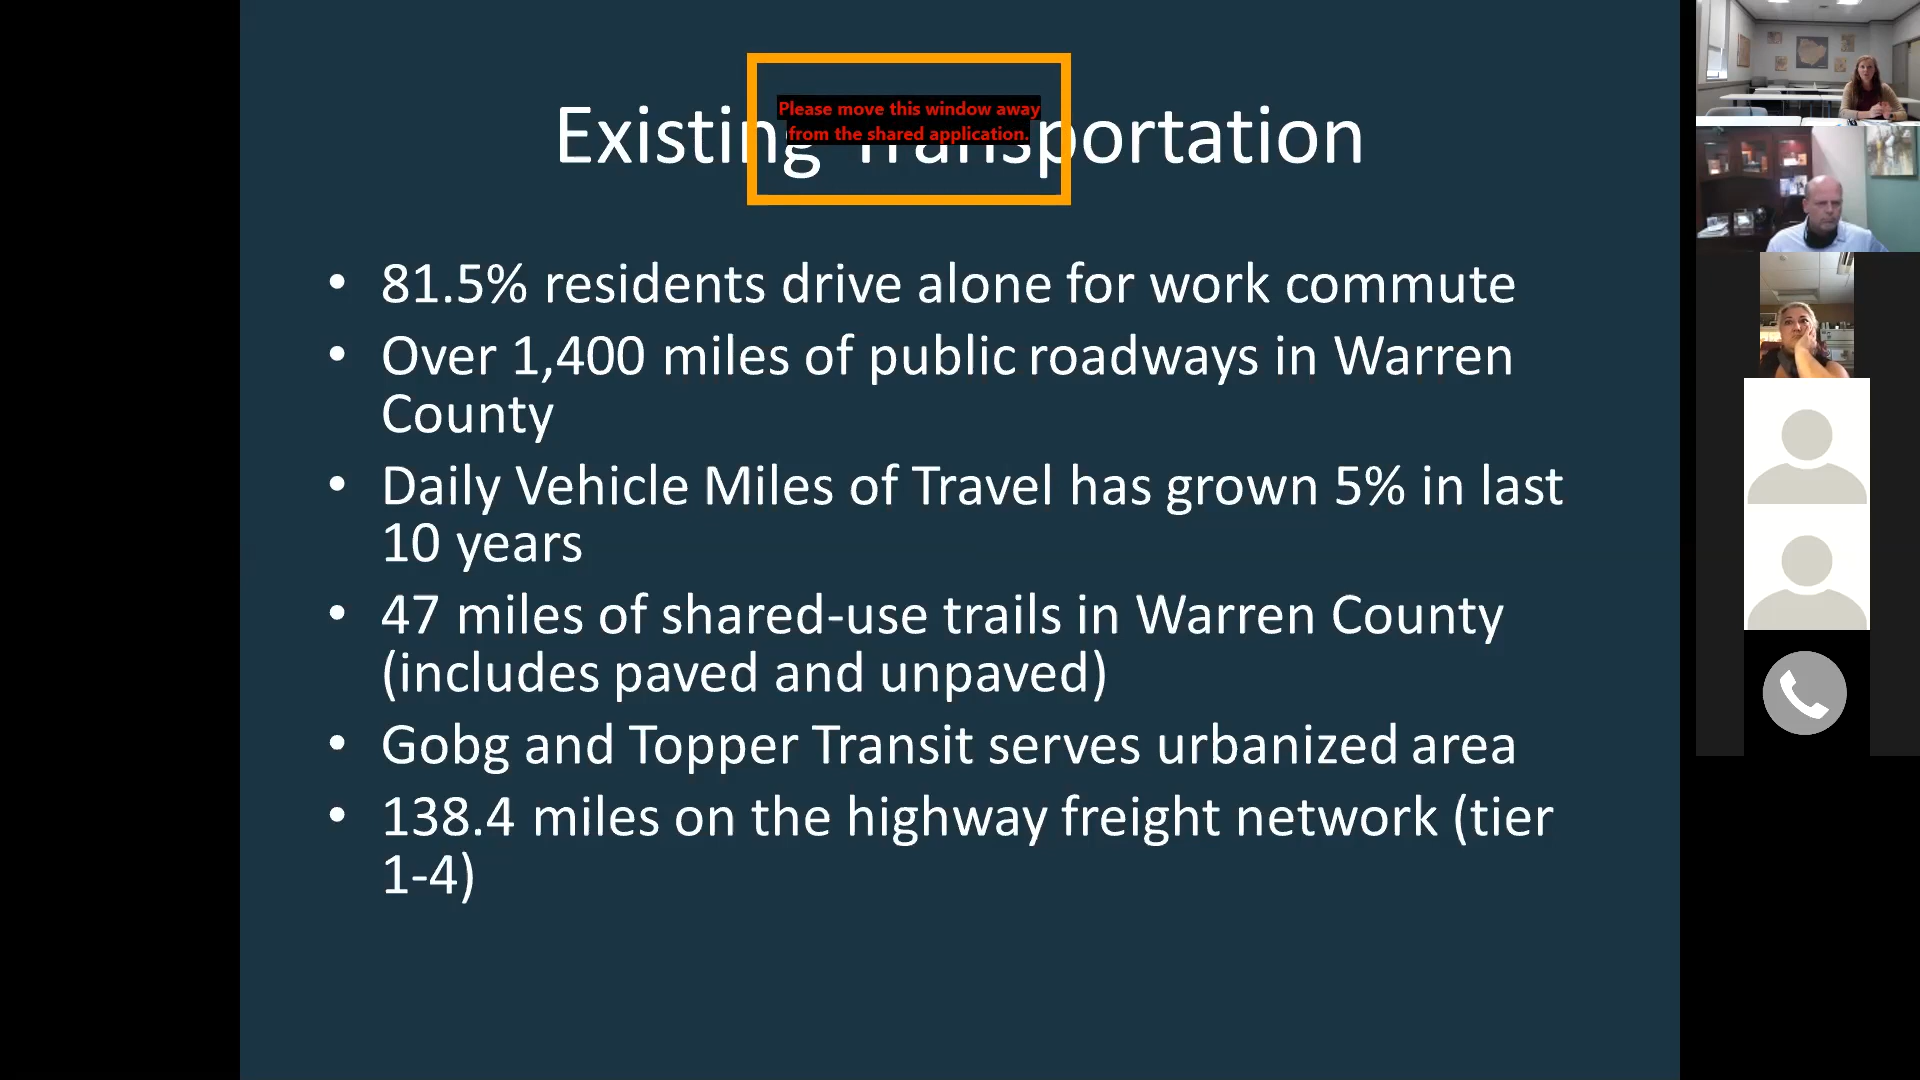 Existing Transportation
Please move this window away
from the shared application.
• 81.5% residents drive alone for work commute
• Over 1,400 miles of public roadways in Warren
County
• Daily Vehicle Miles of Travel has grown 5% in last
10 years
• 47 miles of shared-use trails in Warren County
(includes paved and unpaved)
• Gobg and Topper Transit serves urbanized area
• 138.4 miles on the highway freight network (tier
1-4)